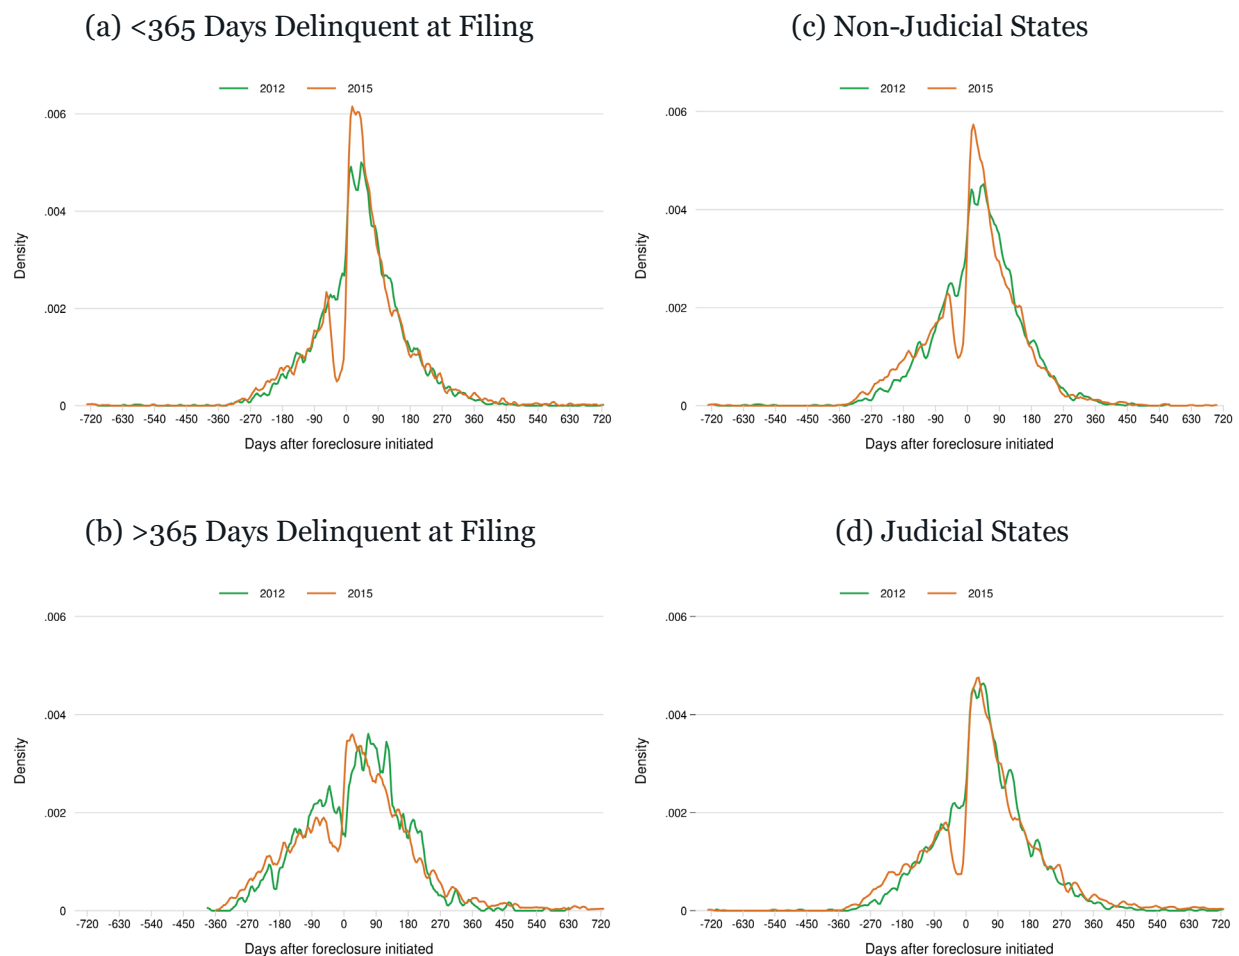 (a) <365 Days Delinquent at Filing
2012 2015
.006
.004
.002
0
Density
-720 -630 -540 -450 -360 -270 -180 -90 0 90 180 270 360 450 540 630 720
Days after foreclosure initiated
(c) Non-Judicial States
2012 2015
.006
.004
.002
0
Density
-720 -630 -540 -450 -360 -270 -180 -90 0 90 180 270 360 450 540 630 720
Days after foreclosure initiated
(b) >365 Days Delinquent at Filing
2012 2015
.006
.004
.002
0
Density
-720 -630 -540 -450 -360 -270 -180 -90 0 90 180 270 360 450 540 630 720
Days after foreclosure initiated
(d) Judicial States
2012 2015
.006
.004
.002
0
Density
-720 -630 -540 -450 -360 -270 -180 -90 0 90 180 270 360 450 540 630 720
Days after foreclosure initiated